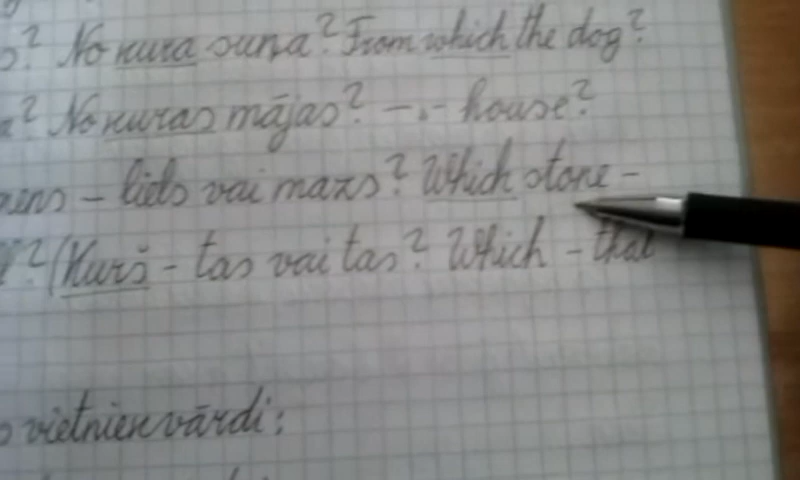 s? No kura suņa? From which the dog?
? No kuras mājas? -„- house?
mens - liels vai mazs? Which stone -
? (Kurš - tas vai tas? Which - that
vietniekvārdi: